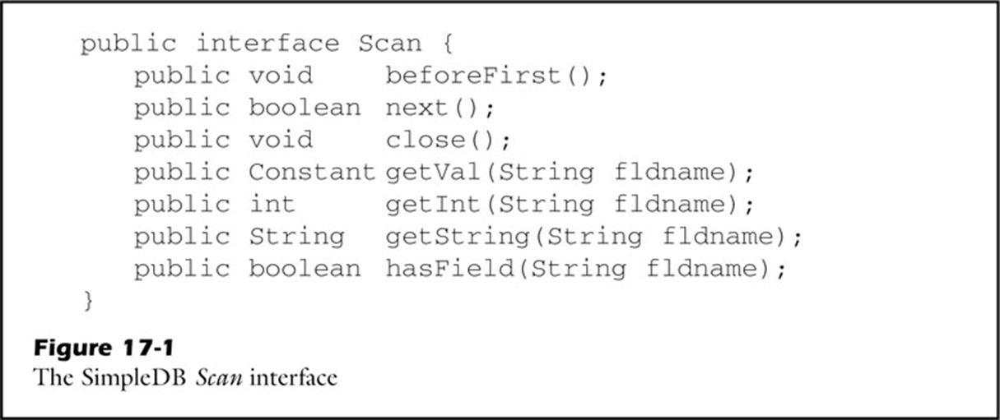 public interface Scan {
public void beforeFirst();
public boolean next();
public void close();
public Constant getVal(String fldname);
public int getInt(String fldname);
public String getString(String fldname);
public boolean hasField(String fldname);
}
Figure 17-1
The SimpleDB Scan interface